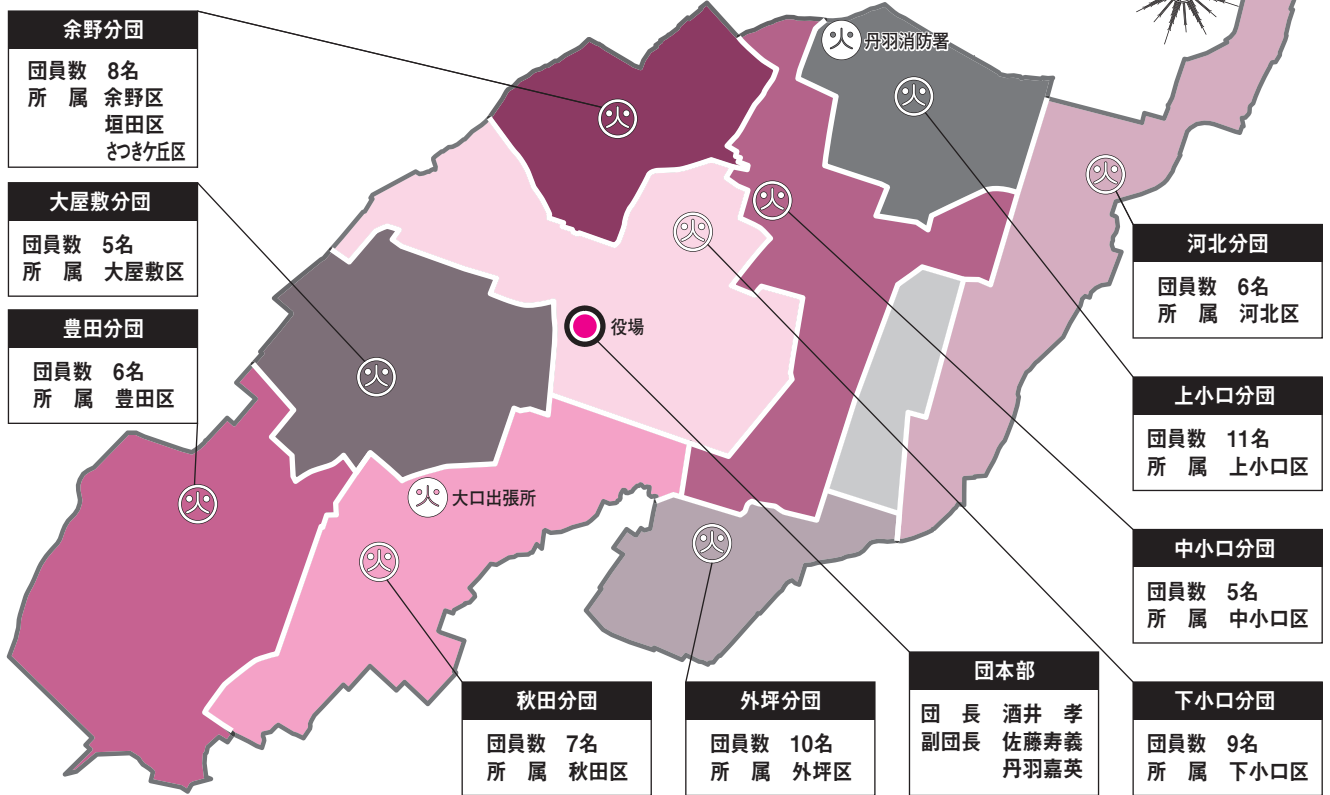 余野分団
団員数 8名
所 属 余野区
垣田区
さつきケ丘区
大屋敷分団
団員数 5名
所 属 大屋敷区
豊田分団
団員数 6名
所 属 豊田区
丹羽消防署
役場
大口出張所
河北分団
団員数 6名
所 属 河北区
上小口分団
団員数 11名
所 属 上小口区
中小口分団
団員数 5名
所 属 中小口区
下小口分団
団員数 9名
所 属 下小口区
秋田分団
団員数 7名
所 属 秋田区
外坪分団
団員数 10名
所 属 外坪区
団本部
団 長 酒井 孝
副団長 佐藤寿義
丹羽嘉英